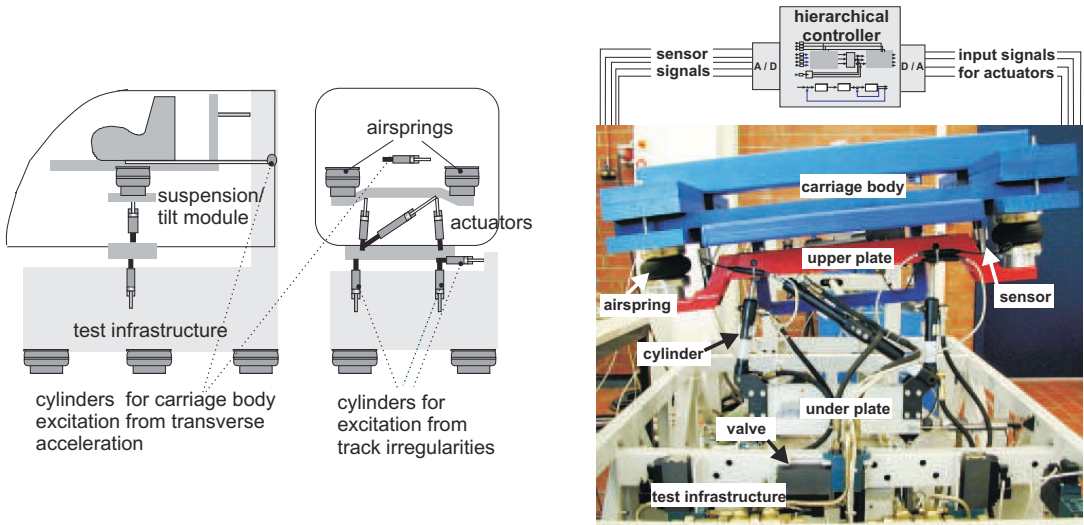 airsprings
suspension/
tilt module
actuators
test infrastructure
cylinders for carriage body
excitation from transverse
acceleration
cylinders for
excitation from
track irregularities
hierarchical
controller
sensor
signals
A / D
D / A
input signals
for actuators
carriage body
upper plate
airspring
sensor
cylinder
under plate
valve
test infrastructure